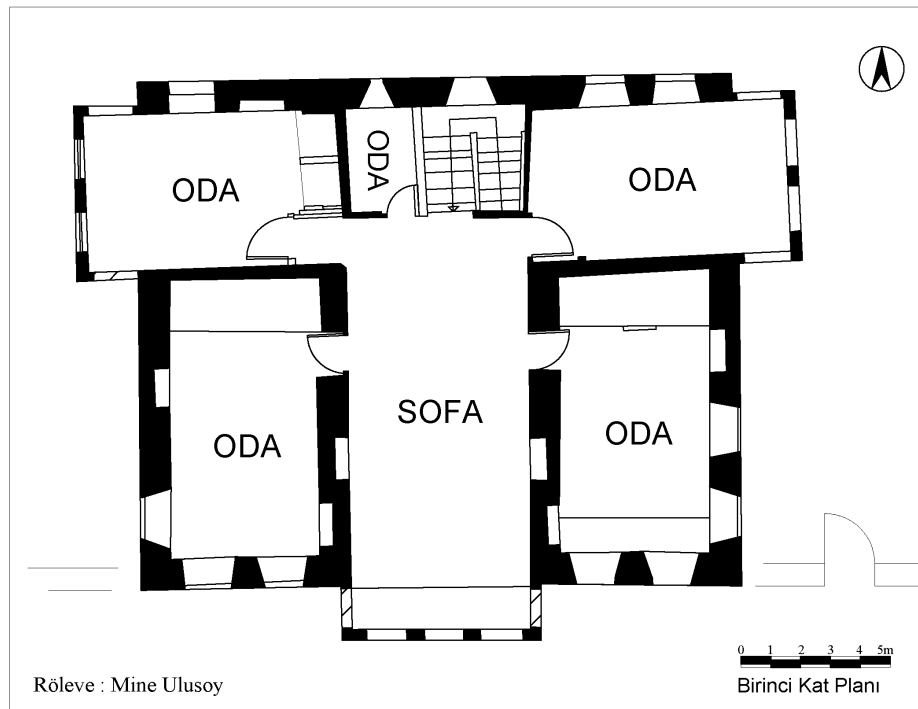 ODA
ODA
ODA
SOFA
ODA
ODA
0 1 2 3 4 5m
Röleve : Mine Ulusoy
Birinci Kat Planı